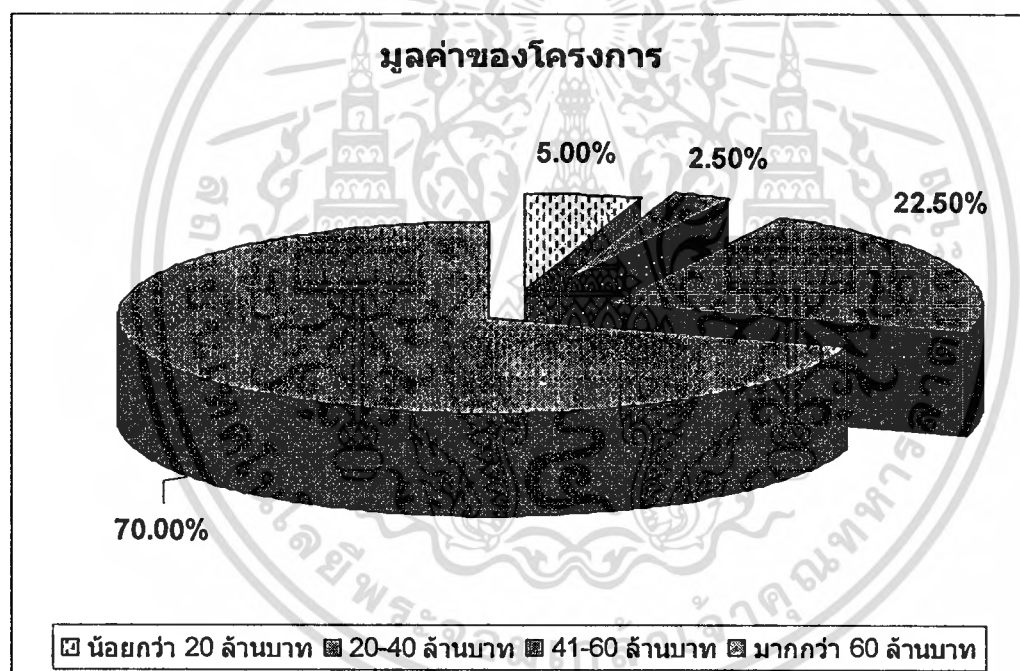 มูลค่าของโครงการ
5.00%
2.50%
22.50%
70.00%
น้อยกว่า 20 ล้านบาท 20-40 ล้านบาท 41-60 ล้านบาท มากกว่า 60 ล้านบาท